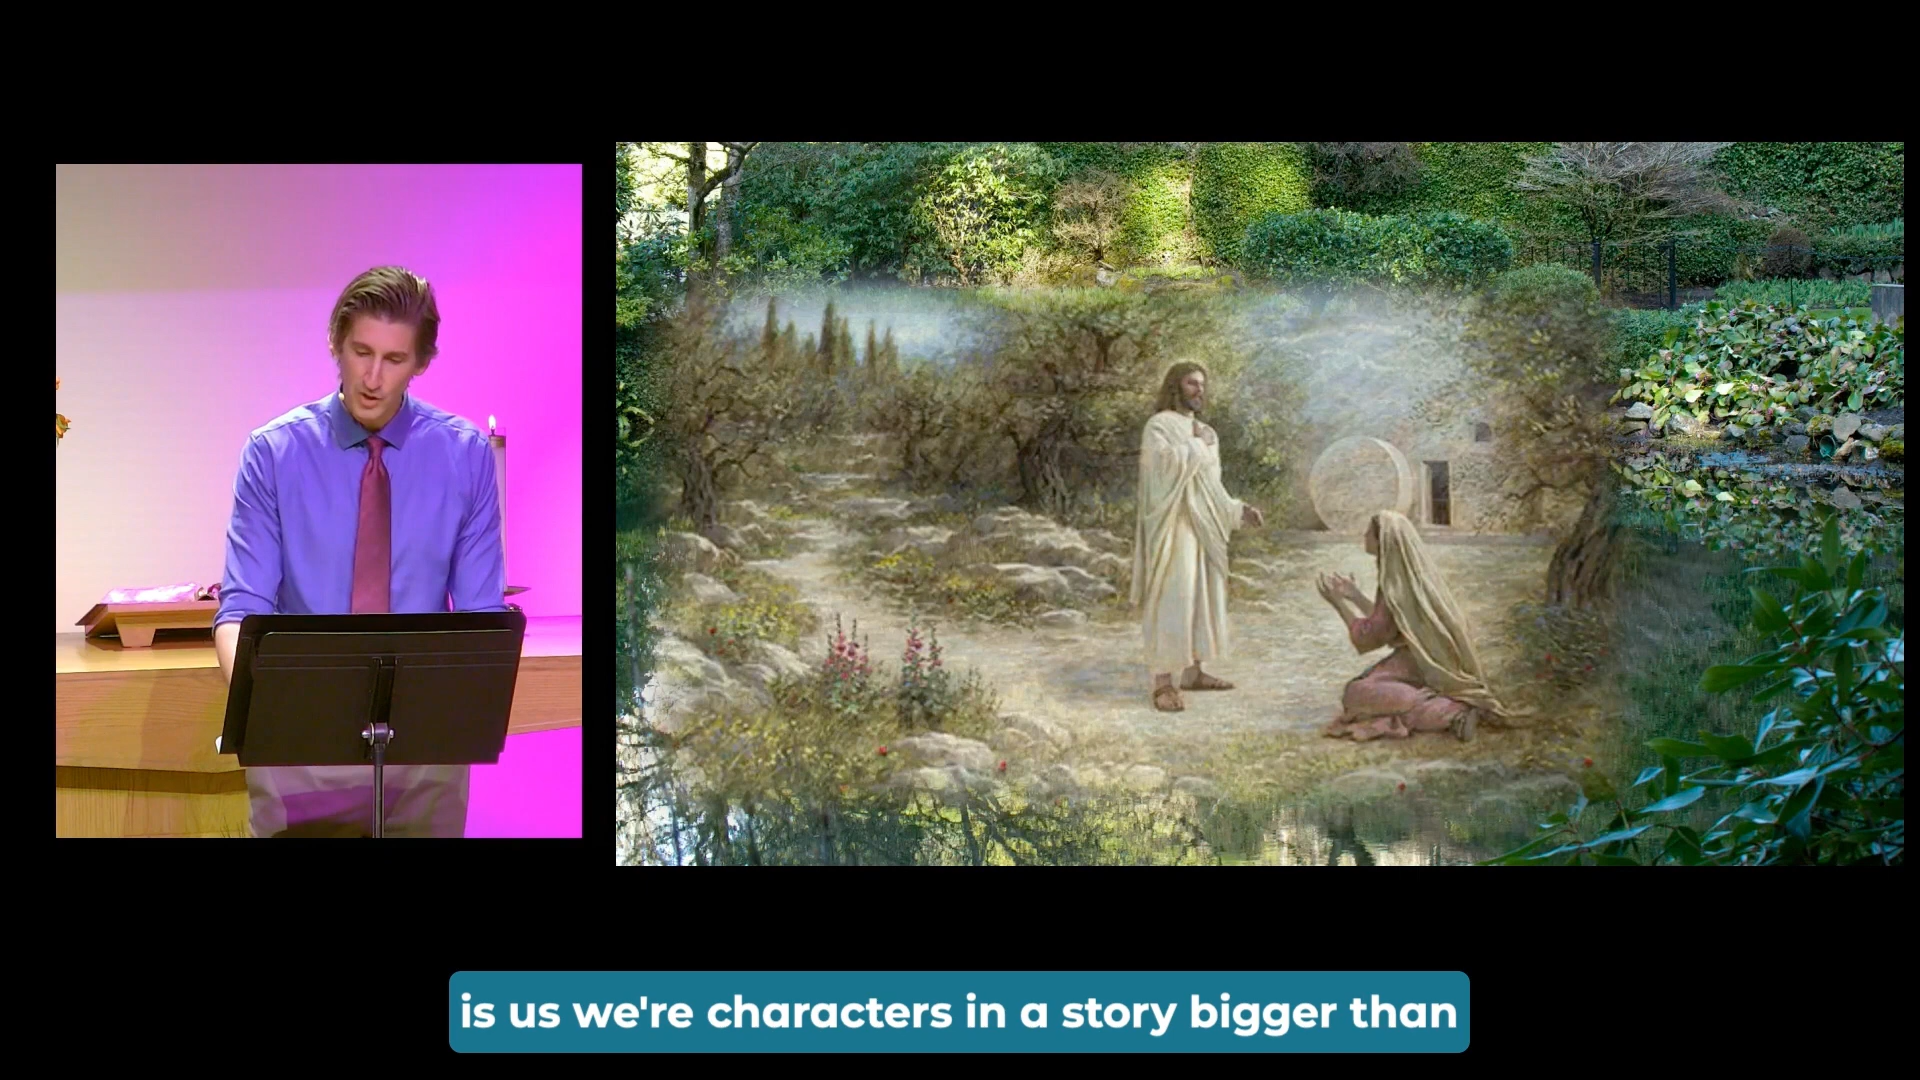 is us we're characters in a story bigger than